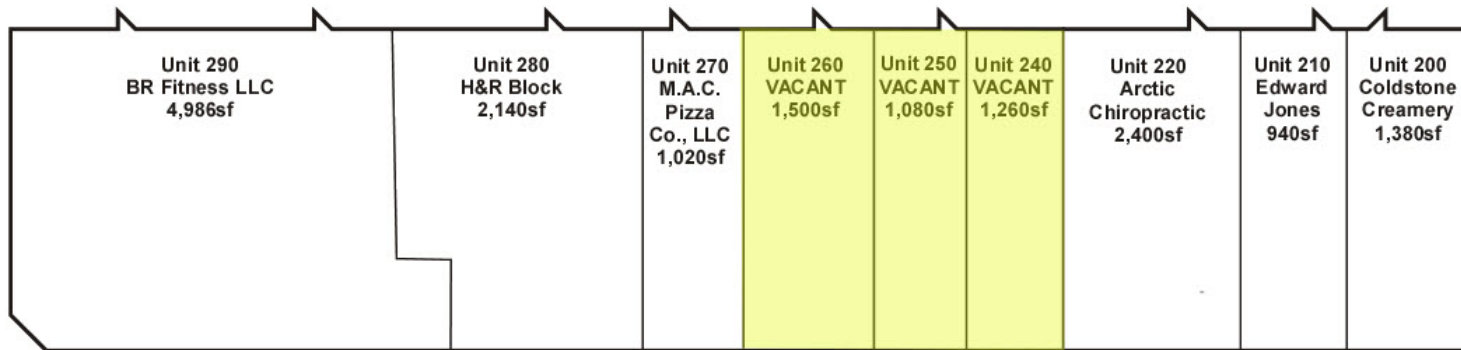 Unit 290
BR Fitness LLC
4,986sf
Unit 280
H&R Block
2,140sf
Unit 270
M.A.C.
Pizza
Co., LLC
1,020sf
Unit 260
VACANT
1,500sf
Unit 250
VACANT
1,080sf
Unit 240
VACANT
1,260sf
Unit 220
Arctic
Chiropractic
2,400sf
Unit 210
Edward
Jones
940sf
Unit 200
Coldstone
Creamery
1,380sf